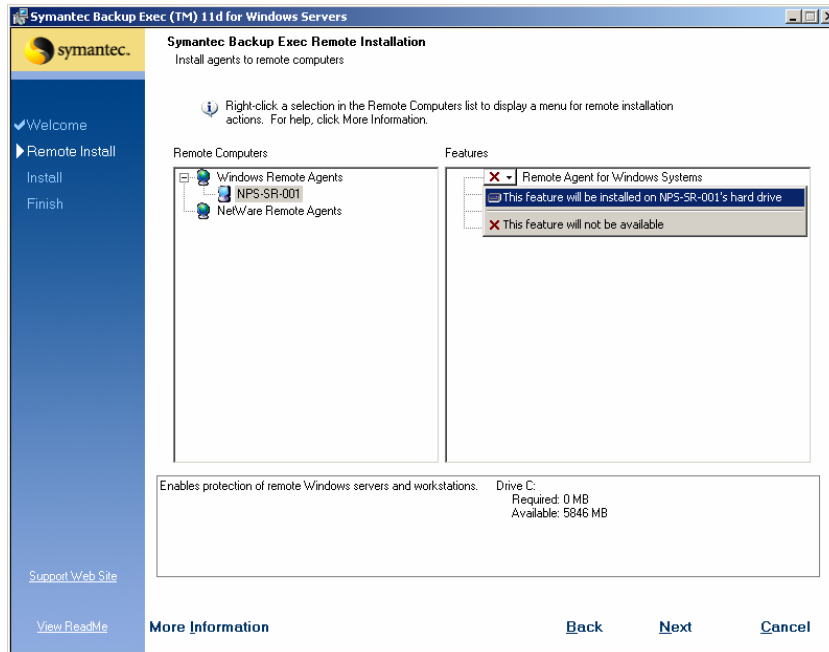 Symantec Backup Exec (TM) 11d for Windows Servers
symantec.
Symantec Backup Exec Remote Installation
Install agents to remote computers
Right-click a selection in the Remote Computers list to display a menu for remote installation
actions. For help, click More Information.
Welcome
Remote Install
Install
Finish
Remote Computers
Windows Remote Agents
NPS-SR-001
NetWare Remote Agents
Features
Remote Agent for Windows Systems
This feature will be installed on NPS-SR-001's hard drive
This feature will not be available
Enables protection of remote Windows servers and workstations.
Drive C:
Required: 0 MB
Available: 5846 MB
Support Web Site
View ReadMe
More Information
Back
Next
Cancel